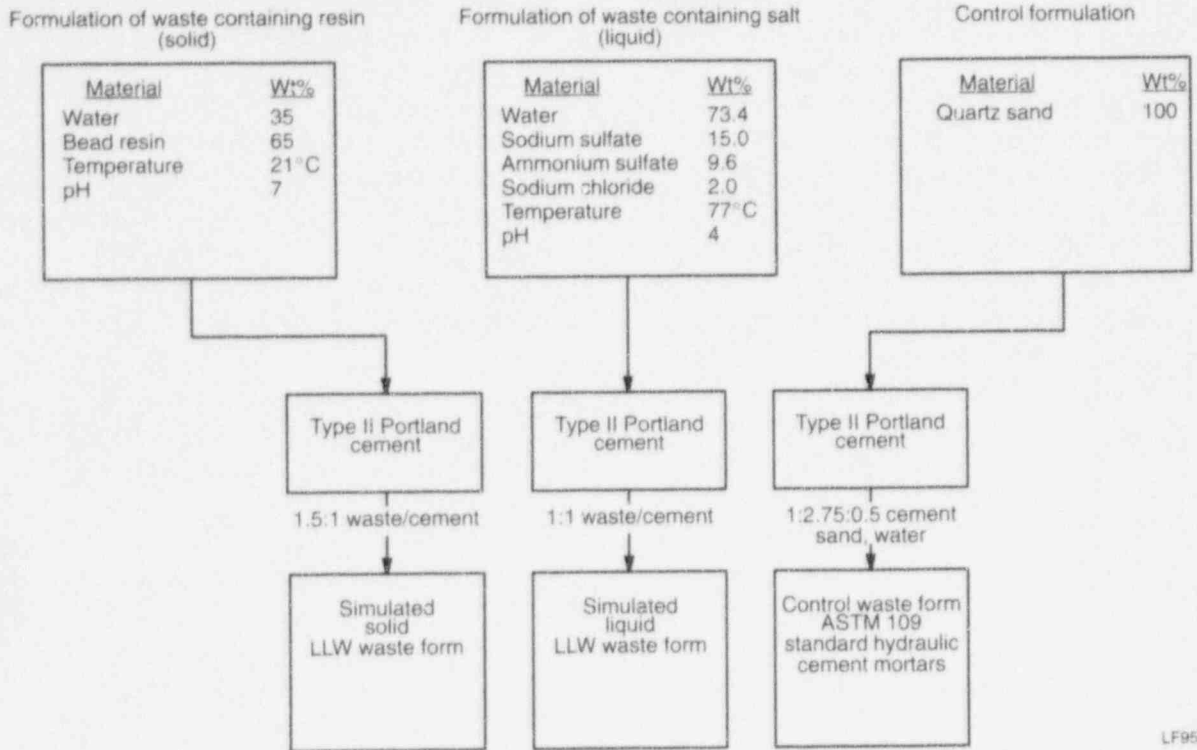 Formulation of waste containing resin
(solid)
Material Wt%
Water 35
Bead resin 65
Temperature 21°C
pH 7
Formulation of waste containing salt
(liquid)
Material Wt%
Water 73.4
Sodium sulfate 15.0
Ammonium sulfate 9.6
Sodium chloride 2.0
Temperature 77°C
pH 4
Control formulation
Material Wt%
Quartz sand 100
Type II Portland
cement
Type II Portland
cement
Type II Portland
cement
1.5:1 waste/cement
1:1 waste/cement
1:2.75:0.5 cement
sand, water
Simulated
solid
LLW waste form
Simulated
liquid
LLW waste form
Control waste form
ASTM 109
standard hydraulic
cement mortars
LF95